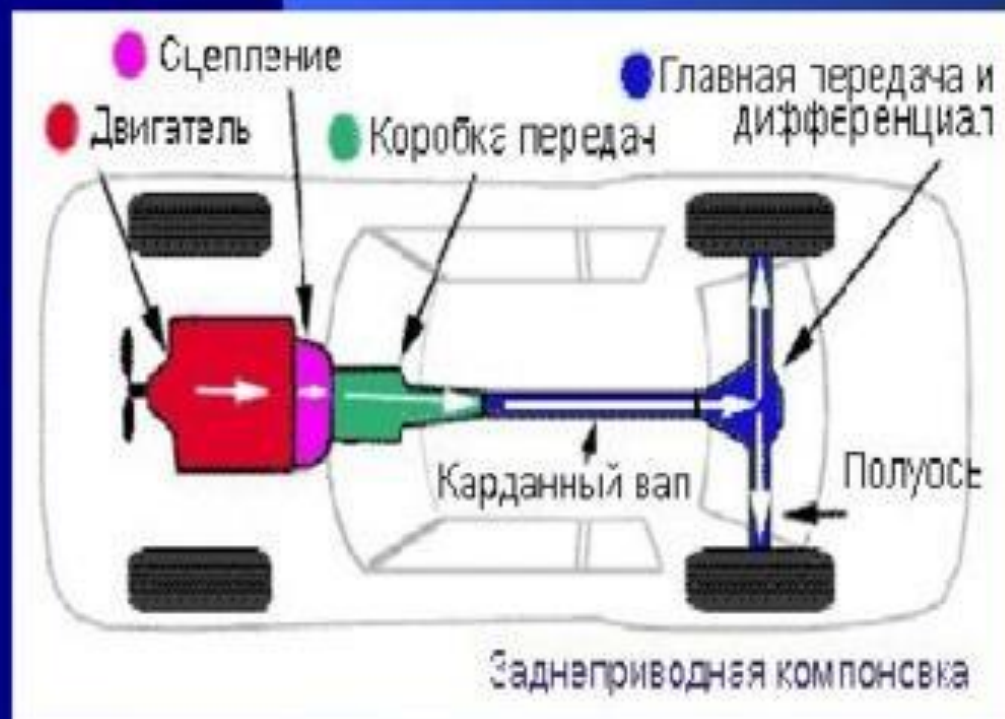 Сцепление
Двигатель
Коробка передач
Главная передача и
дифференциал
Карданный вал
Полуось
Заднеприводная компоновка